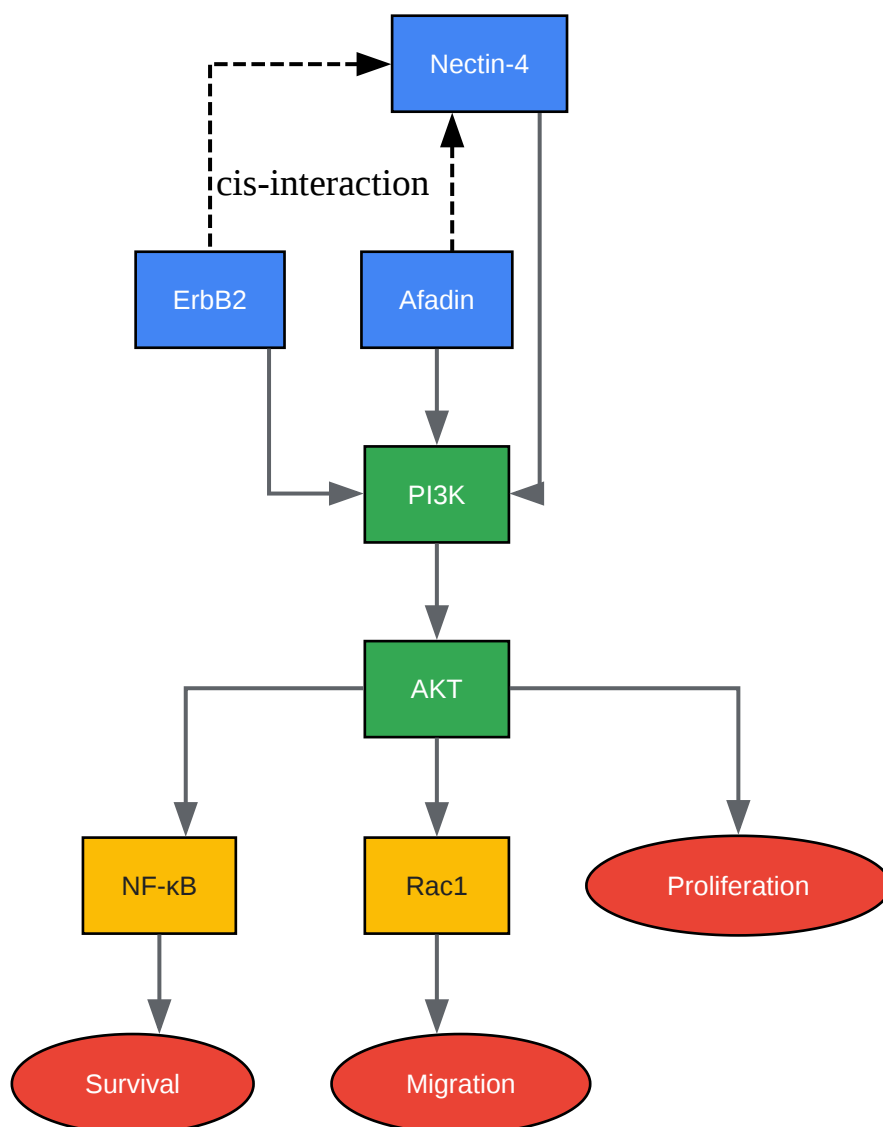 Nectin-4
cis-interaction
ErbB2
Afadin
PI3K
AKT
NF-κB
Rac1
Proliferation
Survival
Migration